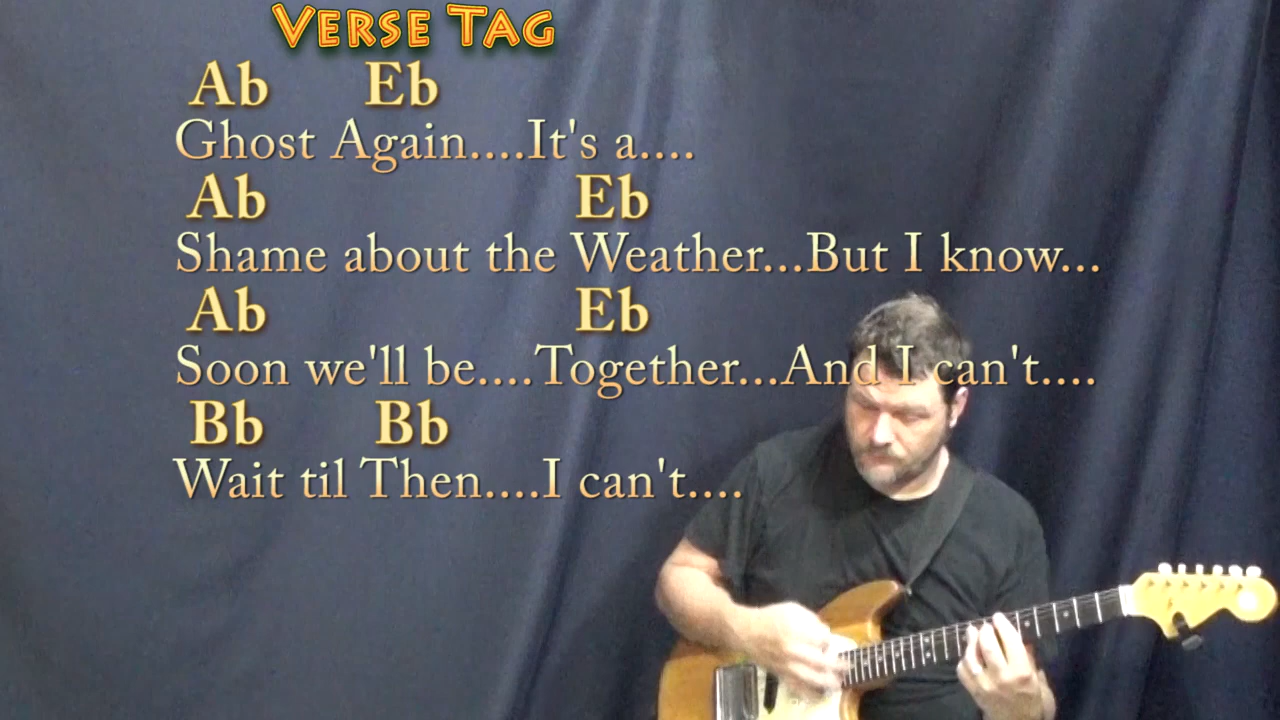 Verse Tag
Ab Eb
Ghost Again....It's a....
Ab Eb
Shame about the Weather...But I know...
Ab Eb
Soon we'll be....Together...And I can't....
Bb Bb
Wait til Then....I can't....